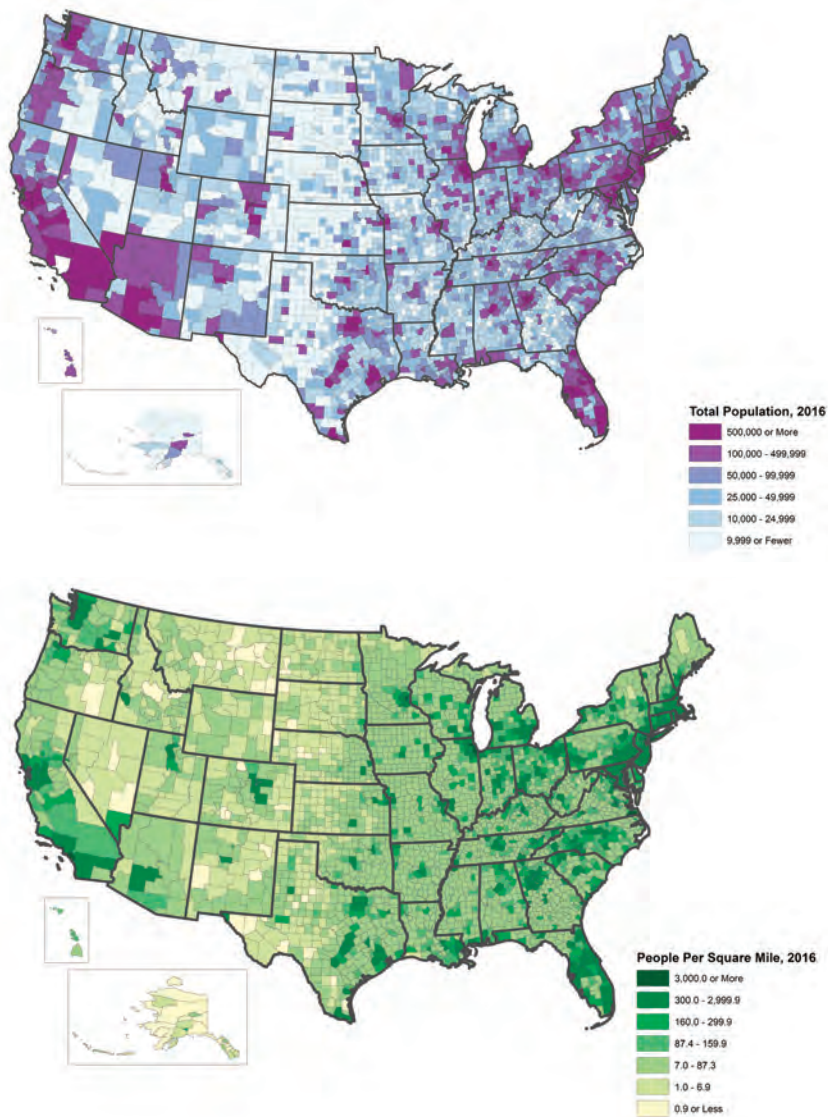 Total Population, 2016
500,000 or More
100,000 - 499,999
50,000 - 99,999
25,000 - 49,999
10,000 - 24,999
9,999 or Fewer
People Per Square Mile, 2016
3,000.0 or More
300.0 - 2,999.9
160.0 - 299.9
87.4 - 159.9
7.0 - 87.3
1.0 - 6.9
0.9 or Less